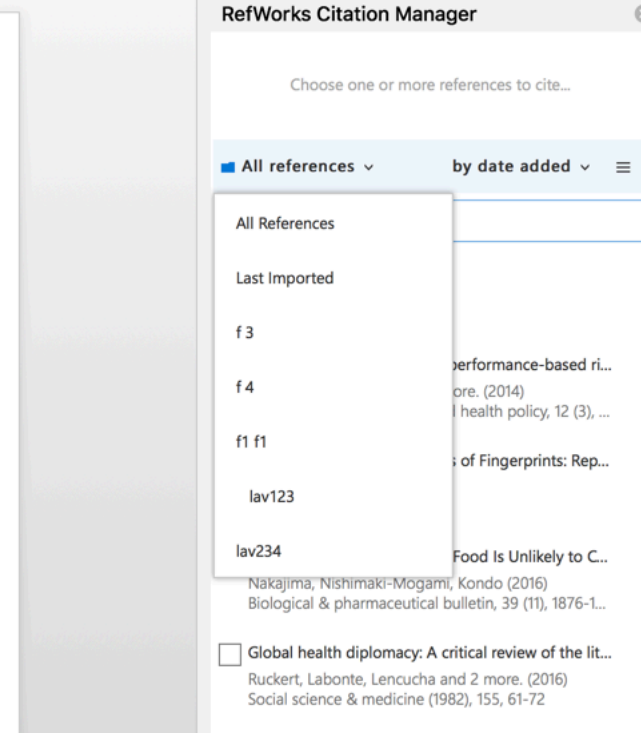 RefWorks Citation Manager
Choose one or more references to cite...
All references
by date added
All References
Last Imported
f 3
f 4
performance-based ri...
ore. (2014)
health policy, 12 (3), ...
f1 f1
of Fingerprints: Rep...
lav123
lav234
Food Is Unlikely to C...
Nakajima, Nishimaki-Mogami, Kondo (2016)
Biological & pharmaceutical bulletin, 39 (11), 1876-1...
Global health diplomacy: A critical review of the lit...
Ruckert, Labonte, Lencucha and 2 more. (2016)
Social science & medicine (1982), 155, 61-72